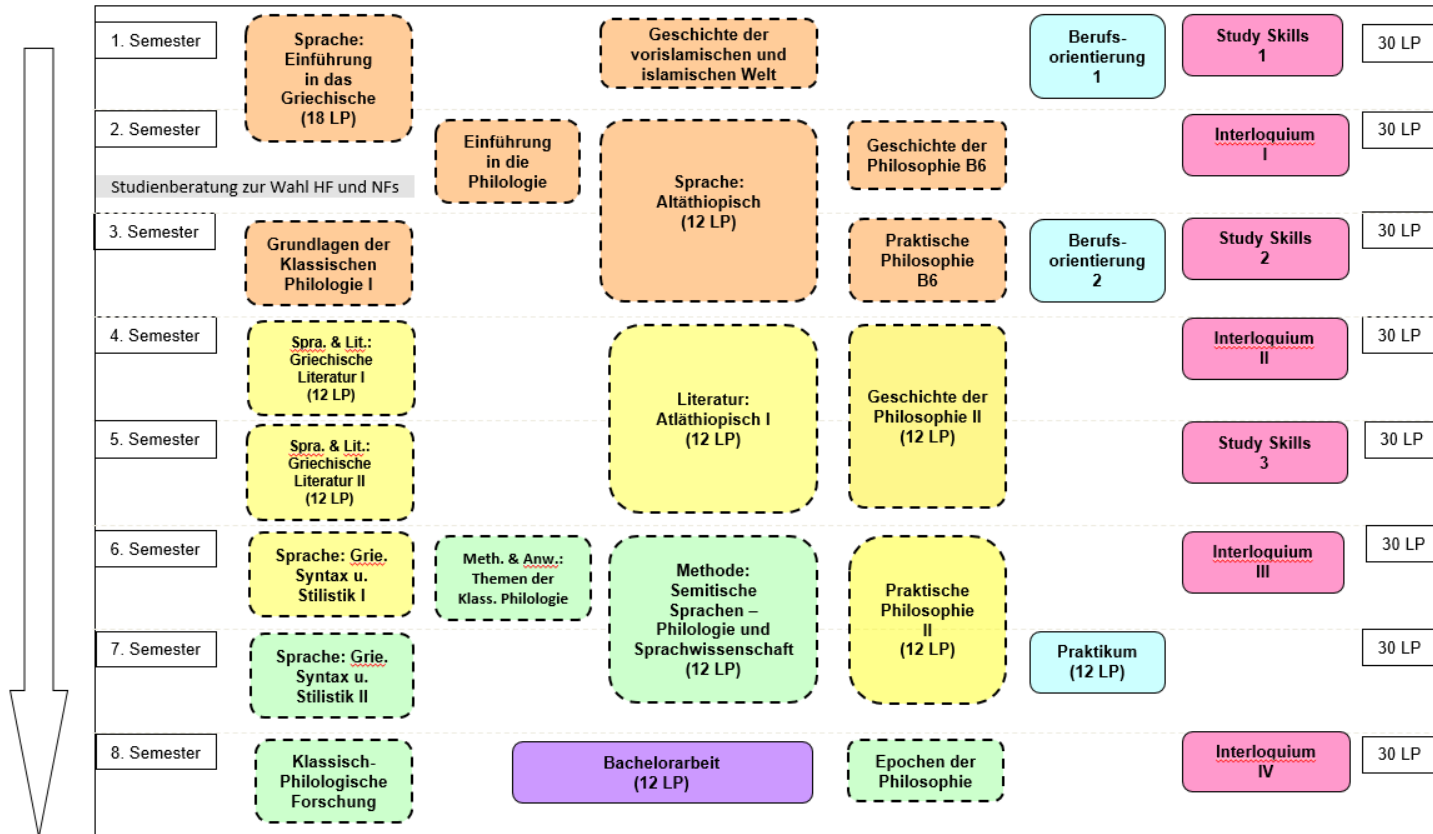 1. Semester
Sprache:
Einführung
in das
Griechische
(18 LP)
Geschichte der
vorislamischen und
islamischen Welt
Berufs-
orientierung
1
Study Skills
1
30 LP
2. Semester
Einführung
in die
Philologie
Sprache:
Altäthiopisch
(12 LP)
Geschichte der
Philosophie B6
Interloquium
I
30 LP
Studienberatung zur Wahl HF und NFs
3. Semester
Grundlagen der
Klassischen
Philologie I
Praktische
Philosophie
B6
Berufs-
orientierung
2
Study Skills
2
30 LP
4. Semester
Spra. & Lit.:
Griechische
Literatur I
(12 LP)
Literatur:
Atläthiopisch I
(12 LP)
Geschichte der
Philosophie II
(12 LP)
Interloquium
II
30 LP
5. Semester
Spra. & Lit.:
Griechische
Literatur II
(12 LP)
Study Skills
3
30 LP
6. Semester
Sprache: Grie.
Syntax u.
Stilistik I
Meth. & Anw.:
Themen der
Klass. Philologie
Methode:
Semitische
Sprachen –
Philologie und
Sprachwissenschaft
(12 LP)
Praktische
Philosophie
II
(12 LP)
Interloquium
III
30 LP
7. Semester
Sprache: Grie.
Syntax u.
Stilistik II
Praktikum
(12 LP)
30 LP
8. Semester
Klassisch-
Philologische
Forschung
Bachelorarbeit
(12 LP)
Epochen der
Philosophie
Interloquium
IV
30 LP